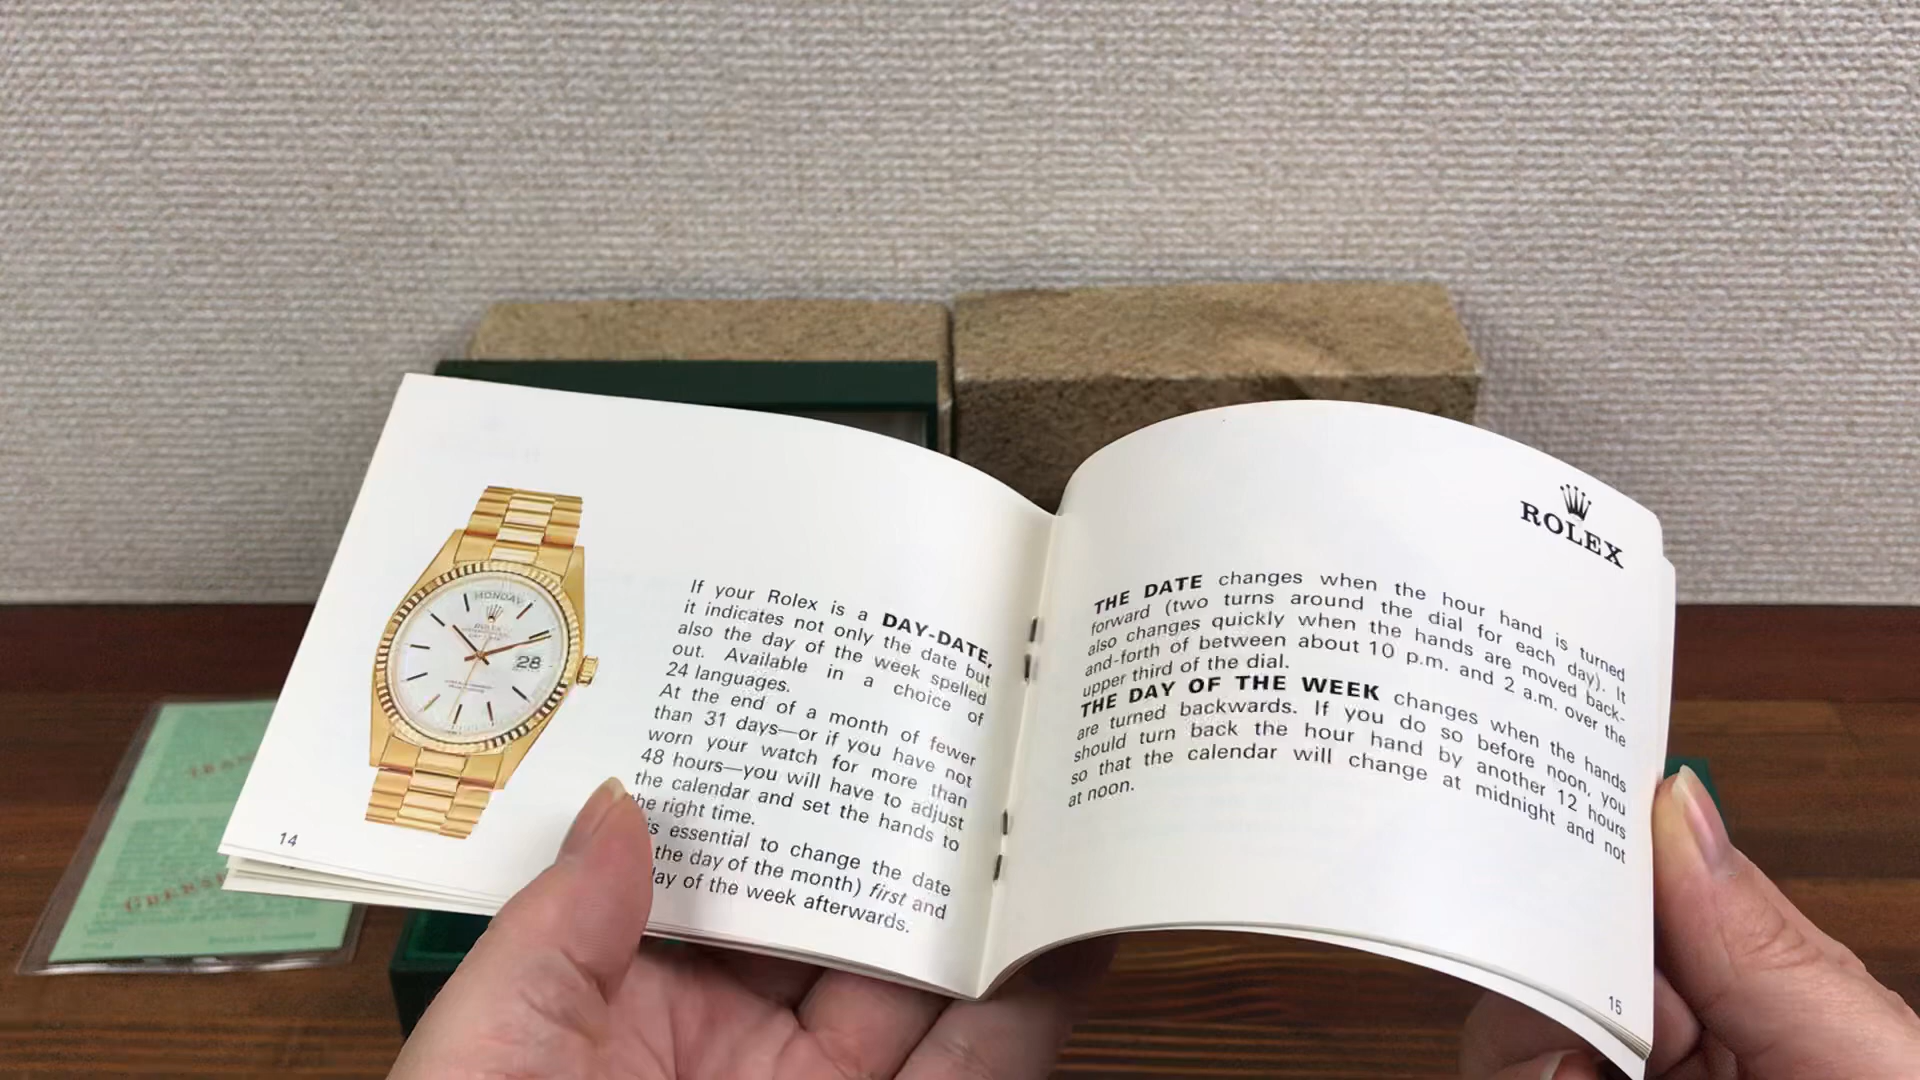 MONDAY
28
If your Rolex is a DAY-DATE,
it indicates not only the date but
also the day of the week spelled
out. Available in a choice of
24 languages.
At the end of a month of fewer
than 31 days—or if you have not
worn your watch for more than
48 hours—you will have to adjust
the calendar and set the hands to
the right time.
is essential to change the date
the day of the month) first and
day of the week afterwards.
14
ROLEX
THE DATE changes when the hour hand is turned
forward (two turns around the dial for each day). It
also changes quickly when the hands are moved back-
and-forth of between about 10 p.m. and 2 a.m. over the
upper third of the dial.
THE DAY OF THE WEEK changes when the hands
are turned backwards. If you do so before noon, you
should turn back the hour hand by another 12 hours
so that the calendar will change at midnight and not
at noon.
15